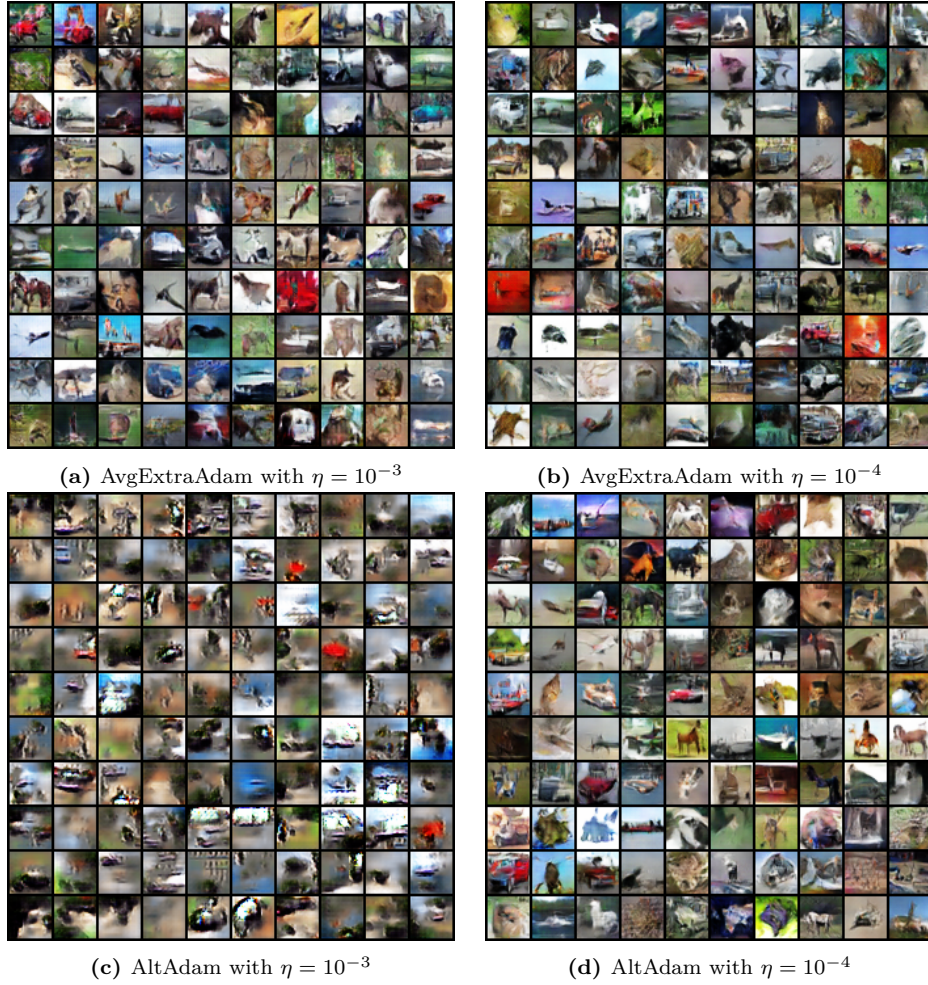 (a) AvgExtraAdam with η = 10⁻³
(b) AvgExtraAdam with η = 10⁻⁴
(c) AltAdam with η = 10⁻³
(d) AltAdam with η = 10⁻⁴